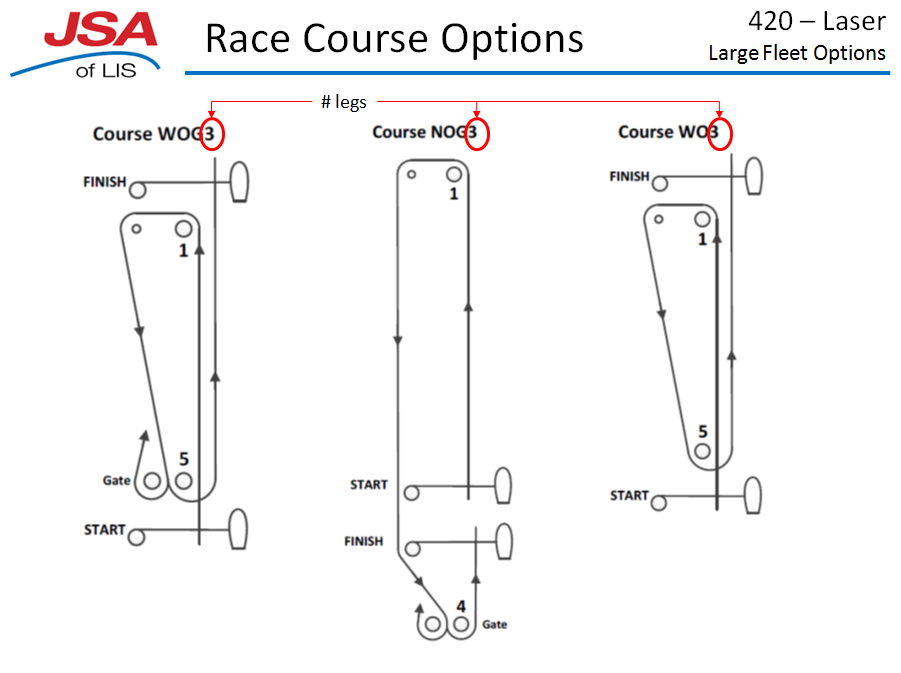 JSA
of LIS
Race Course Options
420 – Laser
Large Fleet Options
# legs
Course WOG3
FINISH
1
5
Gate
START
Course NOG3
1
START
FINISH
4
Gate
Course WO3
FINISH
1
5
START